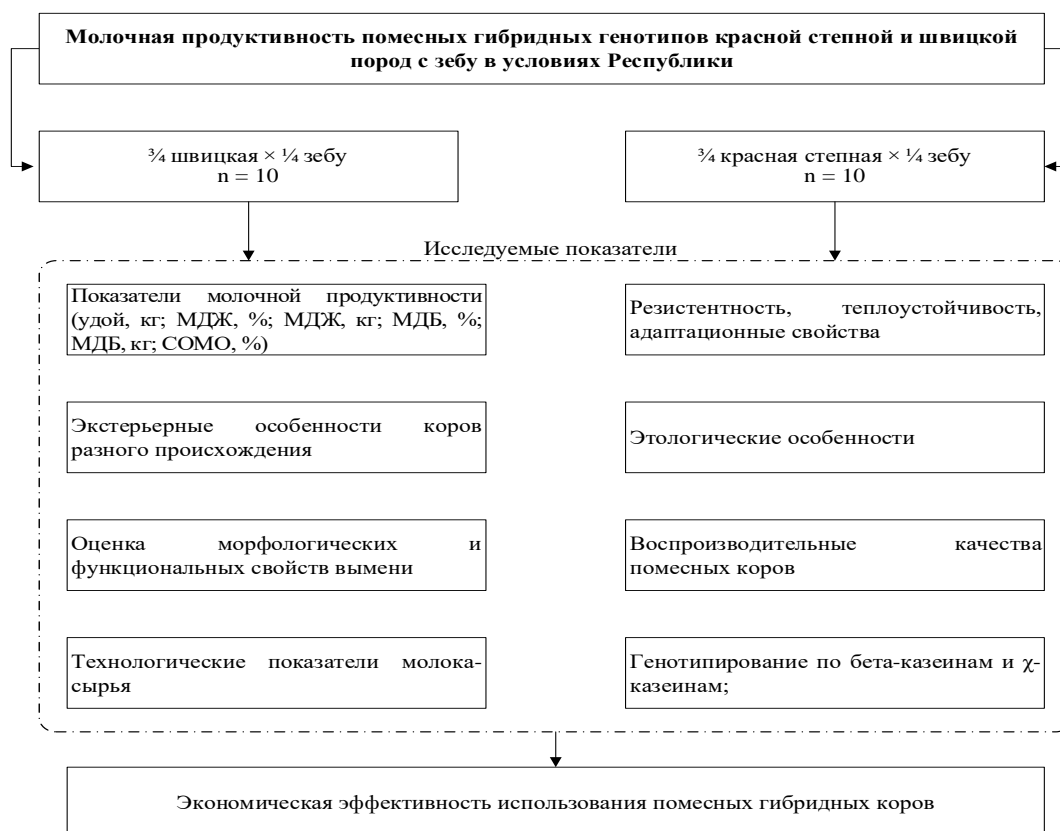 Молочная продуктивность помесных гибридных генотипов красной степной и швицкой
пород с зебу в условиях Республики
¾ швицкая × ¼ зебу
n = 10
¾ красная степная × ¼ зебу
n = 10
Исследуемые показатели
Показатели молочной продуктивности
(удой, кг; МДЖ, %; МДЖ, кг; МДБ, %;
МДБ, кг; СОМО, %)
Резистентность, теплоустойчивость,
адаптационные свойства
Экстерьерные особенности коров
разного происхождения
Этологические особенности
Оценка морфологических и
функциональных свойств вымени
Воспроизводительные качества
помесных коров
Технологические показатели молока-
сырья
Генотипирование по бета-казеинам и χ-
казеинам;
Экономическая эффективность использования помесных гибридных коров